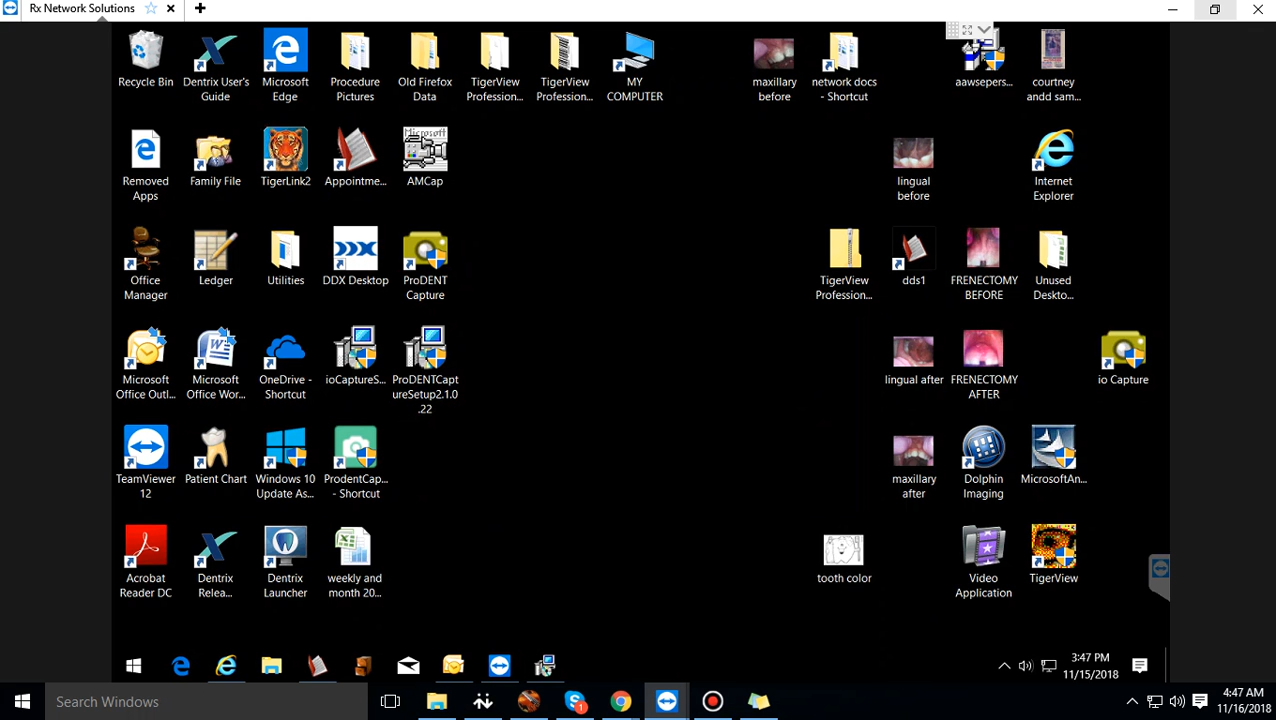 Rx Network Solutions
Recycle Bin
Dentrix User's Guide
Microsoft Edge
Procedure Pictures
Old Firefox Data
TigerView Profession...
TigerView Profession...
MY COMPUTER
maxillary before
network docs - Shortcut
aawsepers...
courtney andd sam...
Removed Apps
Family File
TigerLink2
Appointme...
Microsoft
AMCap
lingual before
Internet Explorer
Office Manager
Ledger
Utilities
DDX Desktop
ProDENT Capture
TigerView Profession...
dds1
FRENECTOMY BEFORE
Unused Deskto...
Microsoft Office Outl...
Microsoft Office Wor...
OneDrive - Shortcut
ioCaptureS...
ProDENTCapt
ureSetup2.1.0
.22
lingual after
FRENECTOMY AFTER
io Capture
TeamViewer 12
Patient Chart
Windows 10 Update As...
ProdentCap... - Shortcut
maxillary after
Dolphin Imaging
MicrosoftAn...
Acrobat Reader DC
Dentrix Relea...
Dentrix Launcher
weekly and month 20...
tooth color
Video Application
TigerView
3:47 PM
11/15/2018
Search Windows
1
4:47 AM
11/16/2018